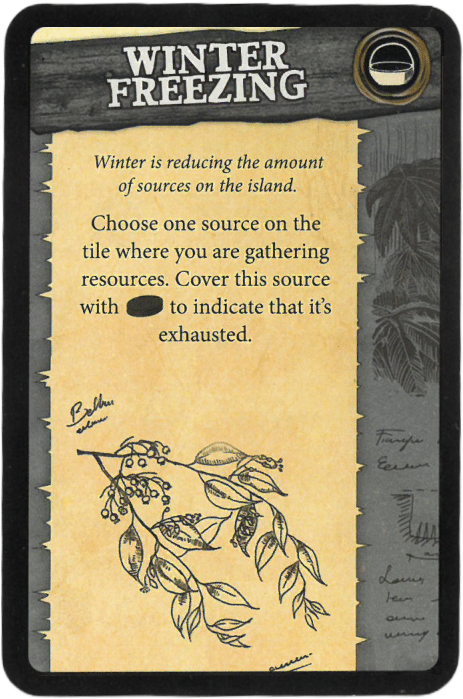 WINTER
FREEZING
Winter is reducing the amount
of sources on the island.
Choose one source on the
tile where you are gathering
resources. Cover this source
with to indicate that it's
exhausted.